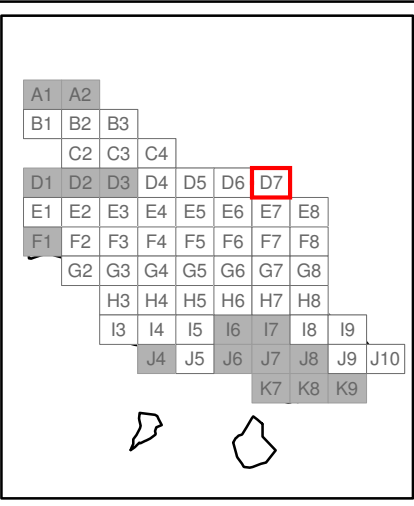 A1 A2
B1 B2 B3
C2 C3 C4
D1 D2 D3 D4 D5 D6 D7
E1 E2 E3 E4 E5 E6 E7 E8
F1 F2 F3 F4 F5 F6 F7 F8
G2 G3 G4 G5 G6 G7 G8
H3 H4 H5 H6 H7 H8
I3 I4 I5 I6 I7 I8 I9
J4 J5 J6 J7 J8 J9 J10
K7 K8 K9